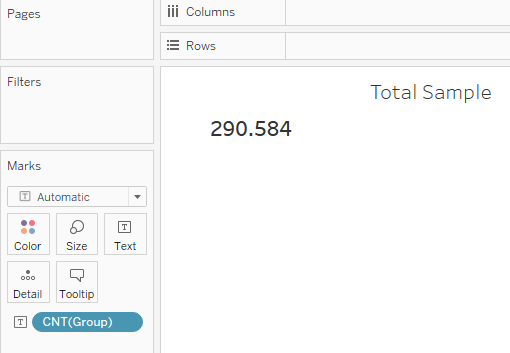 Pages
Columns
Rows
Filters
Total Sample
290.584
Marks
Automatic
Color Size Text
Detail Tooltip
CNT(Group)